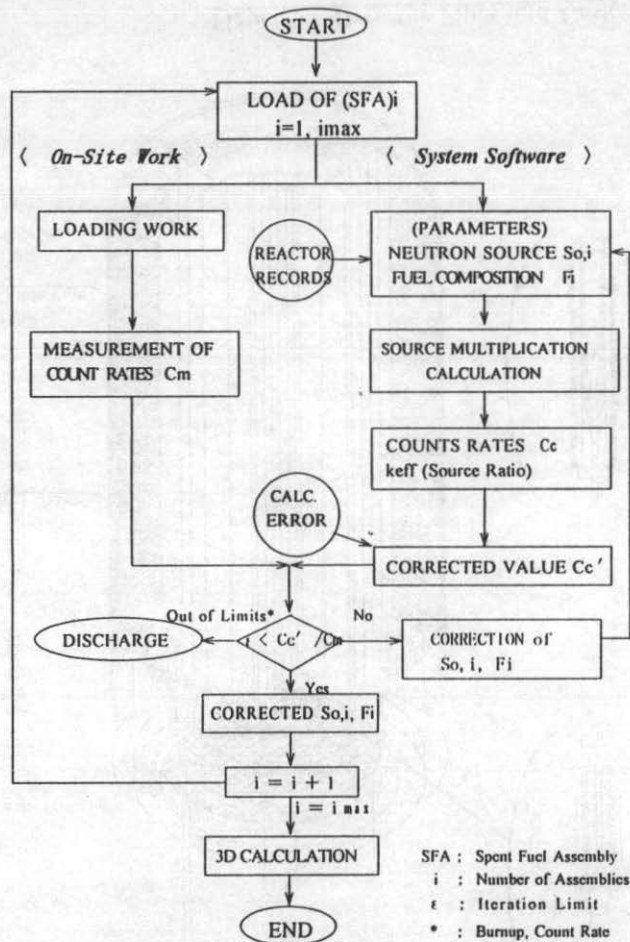 START
LOAD OF (SFA)i
i=1, imax
〈 On-Site Work 〉
〈 System Software 〉
LOADING WORK
REACTOR
RECORDS
(PARAMETERS)
NEUTRON SOURCE So,i
FUEL COMPOSITION Fi
MEASUREMENT OF
COUNT RATES Cm
SOURCE MULTIPLICATION
CALCULATION
COUNTS RATES Cc
keff (Source Ratio)
CALC.
ERROR
CORRECTED VALUE Cc'
Out of Limits*
No
DISCHARGE
< Cc' /Cm
CORRECTION of
So, i, Fi
Yes
CORRECTED So,i, Fi
i = i + 1
i = imax
3D CALCULATION
END
SFA : Spent Fuel Assembly
i : Number of Assemblies
ε : Iteration Limit
* : Burnup, Count Rate